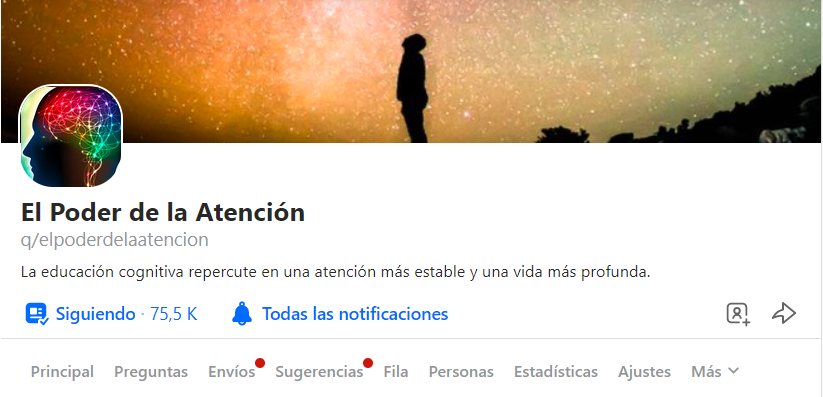 El Poder de la Atención
q/elpoderdelaatencion
La educación cognitiva repercute en una atención más estable y una vida más profunda.
Siguiendo · 75,5 K Todas las notificaciones
Principal Preguntas Envíos Sugerencias Fila Personas Estadísticas Ajustes Más